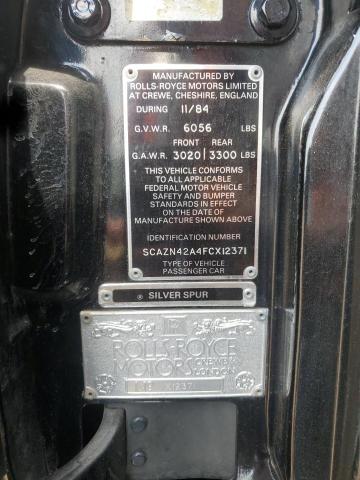 MANUFACTURED BY
ROLLS-ROYCE MOTORS LIMITED
AT CREWE, CHESHIRE, ENGLAND
DURING 11/84
G.V.W.R. 6056 LBS
FRONT REAR
G.A.W.R. 3020 | 3300 LBS
THIS VEHICLE CONFORMS
TO ALL APPLICABLE
FEDERAL MOTOR VEHICLE
SAFETY AND BUMPER
STANDARDS IN EFFECT
ON THE DATE OF
MANUFACTURE SHOWN ABOVE
IDENTIFICATION NUMBER
SCAZN42A4FCX12371
TYPE OF VEHICLE
PASSENGER CAR
® SILVER SPUR
ROLLS-ROYCE
MOTORS CREWE &
LONDON
X12371